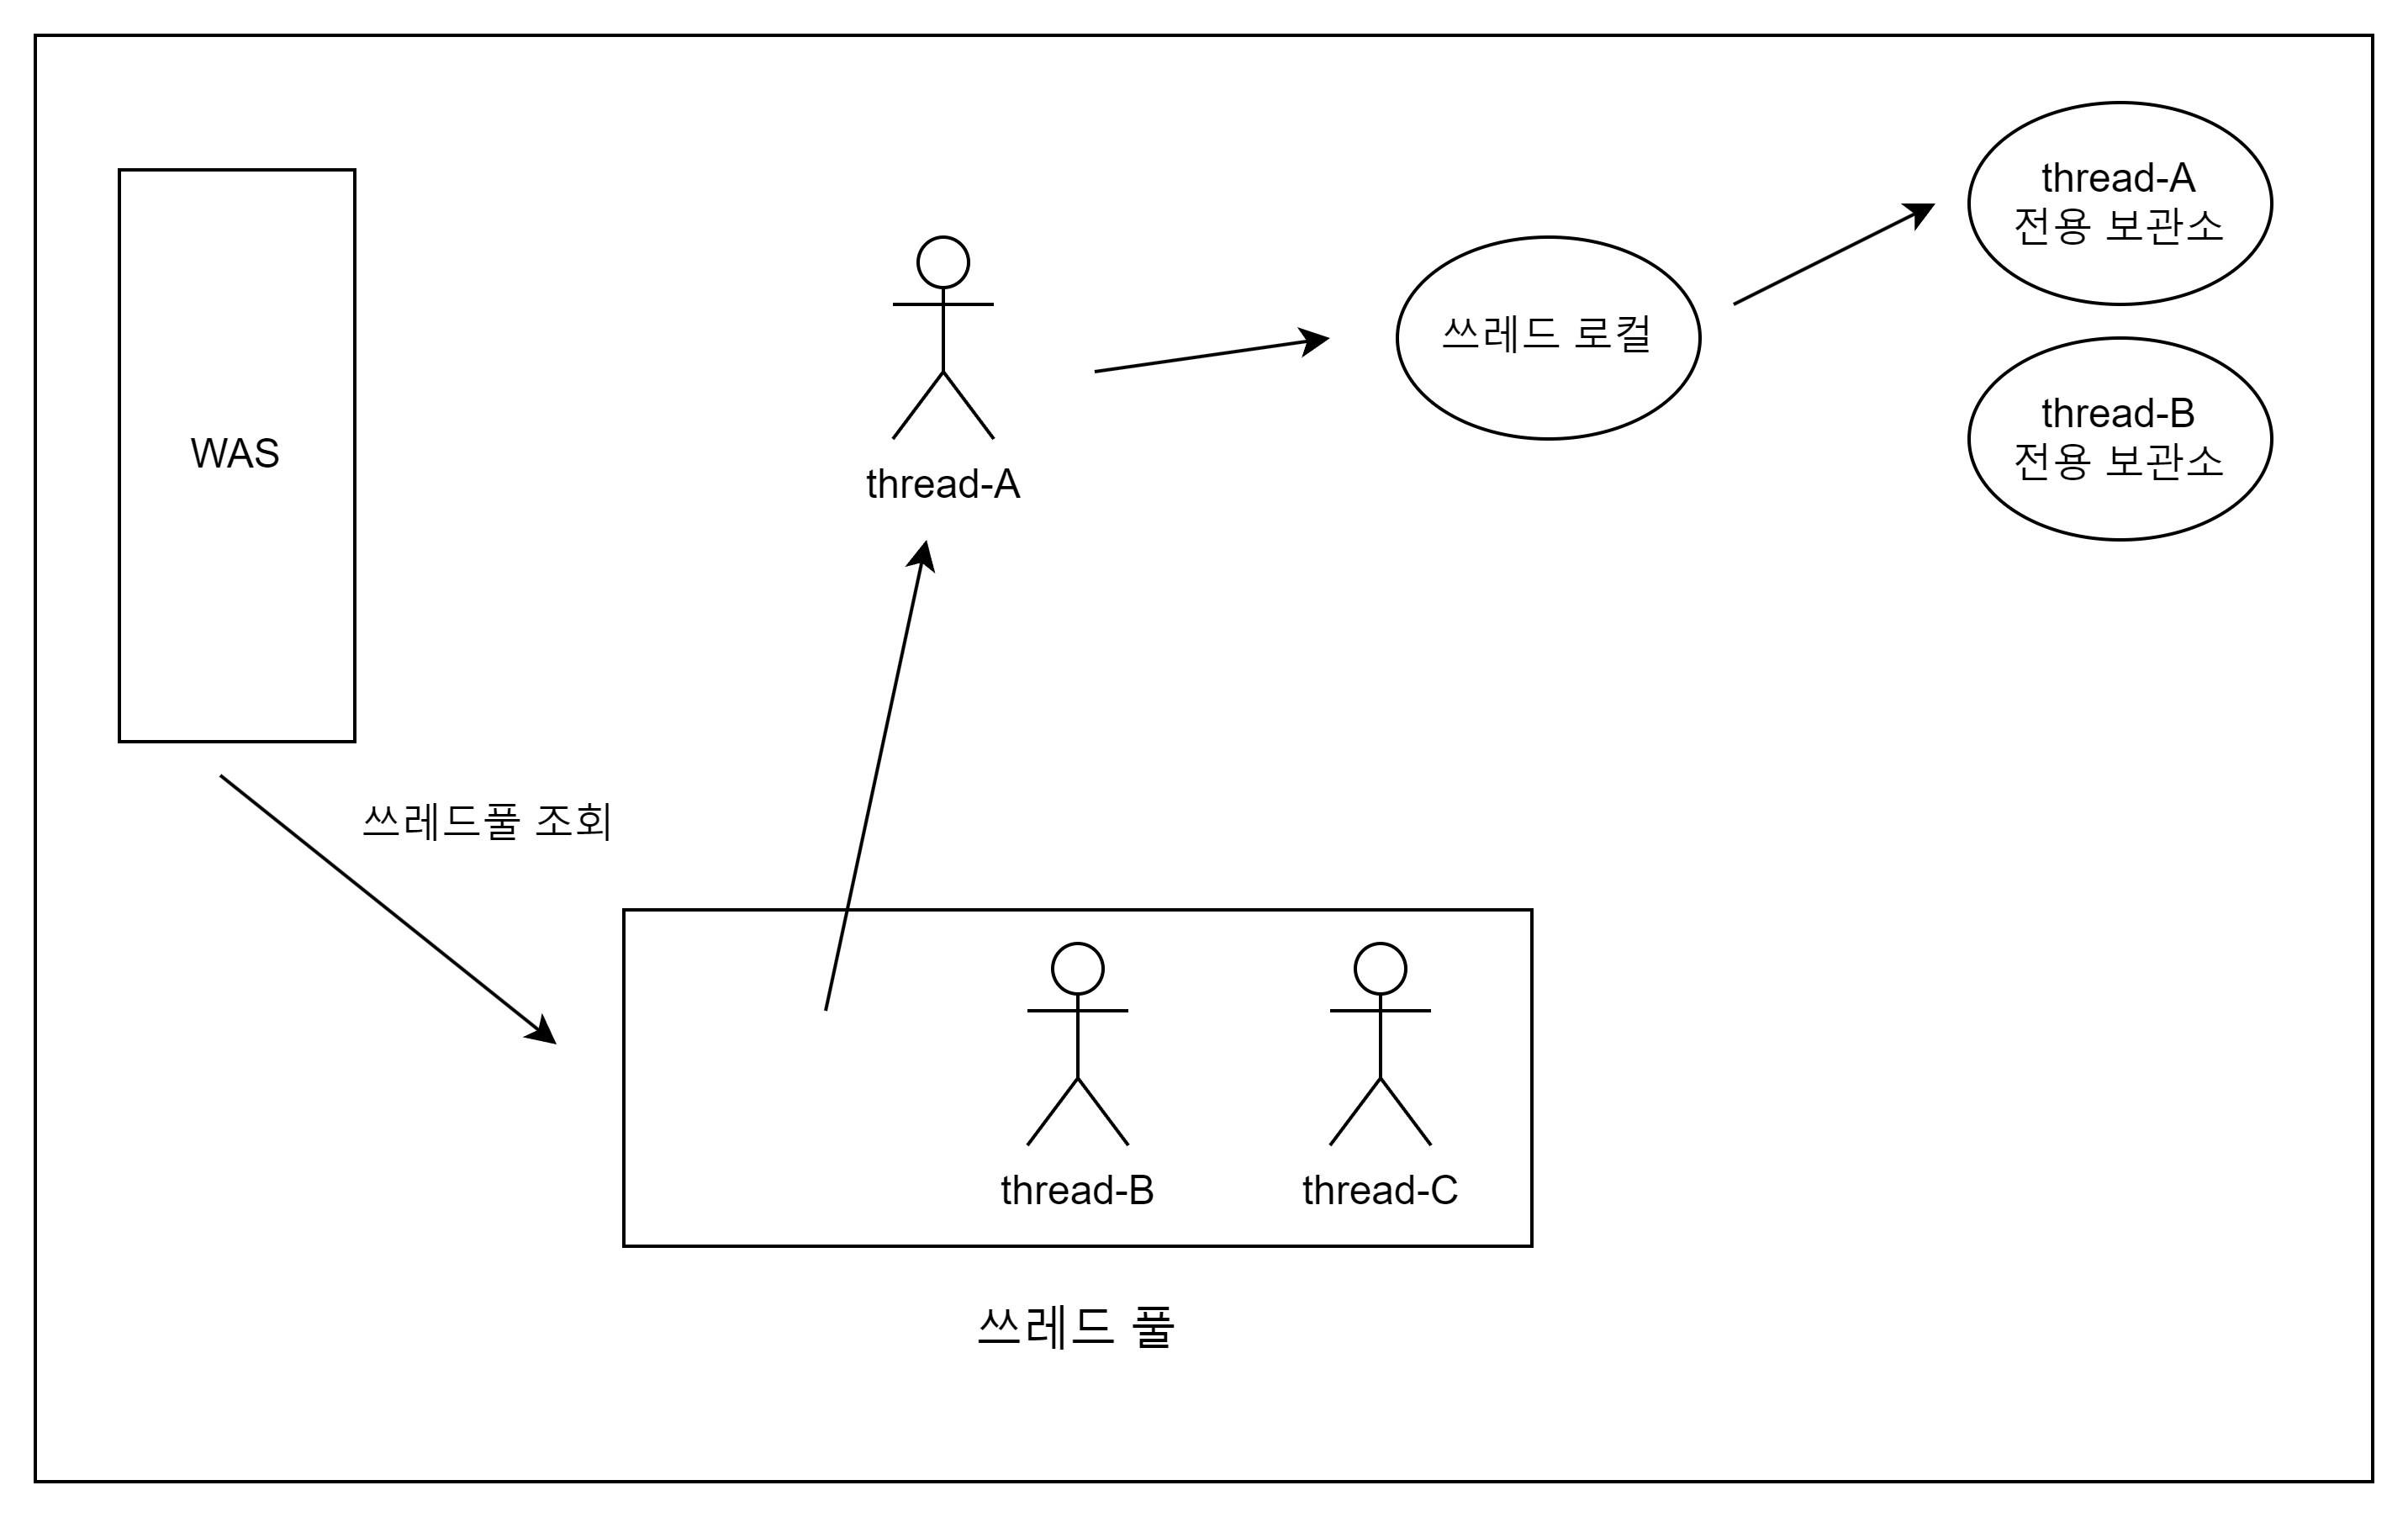 WAS
thread-A
쓰레드 로컬
thread-A
전용 보관소
thread-B
전용 보관소
쓰레드풀 조회
thread-B
thread-C
쓰레드 풀